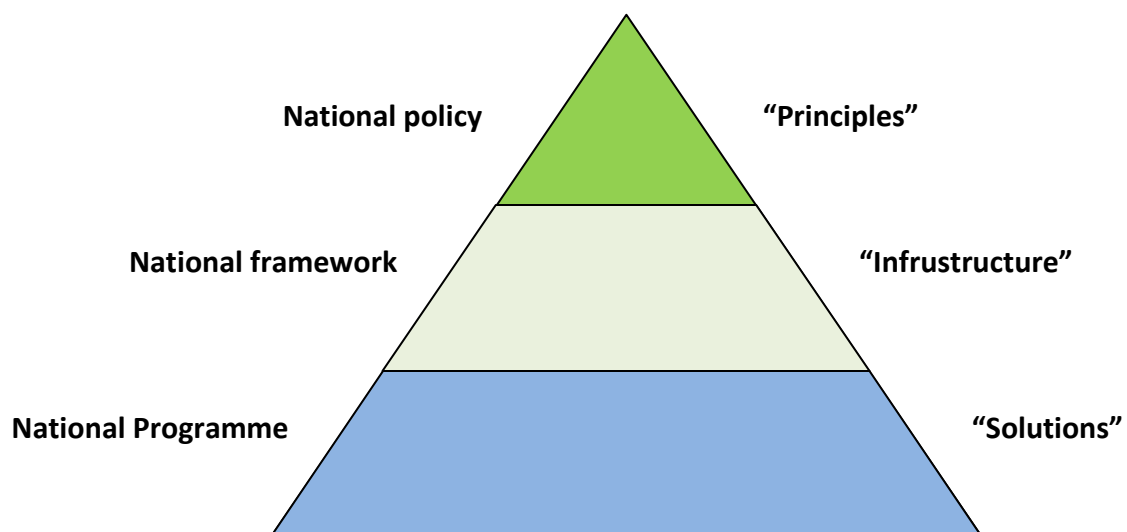 National policy “Principles”
National framework “Infrustructure”
National Programme “Solutions”